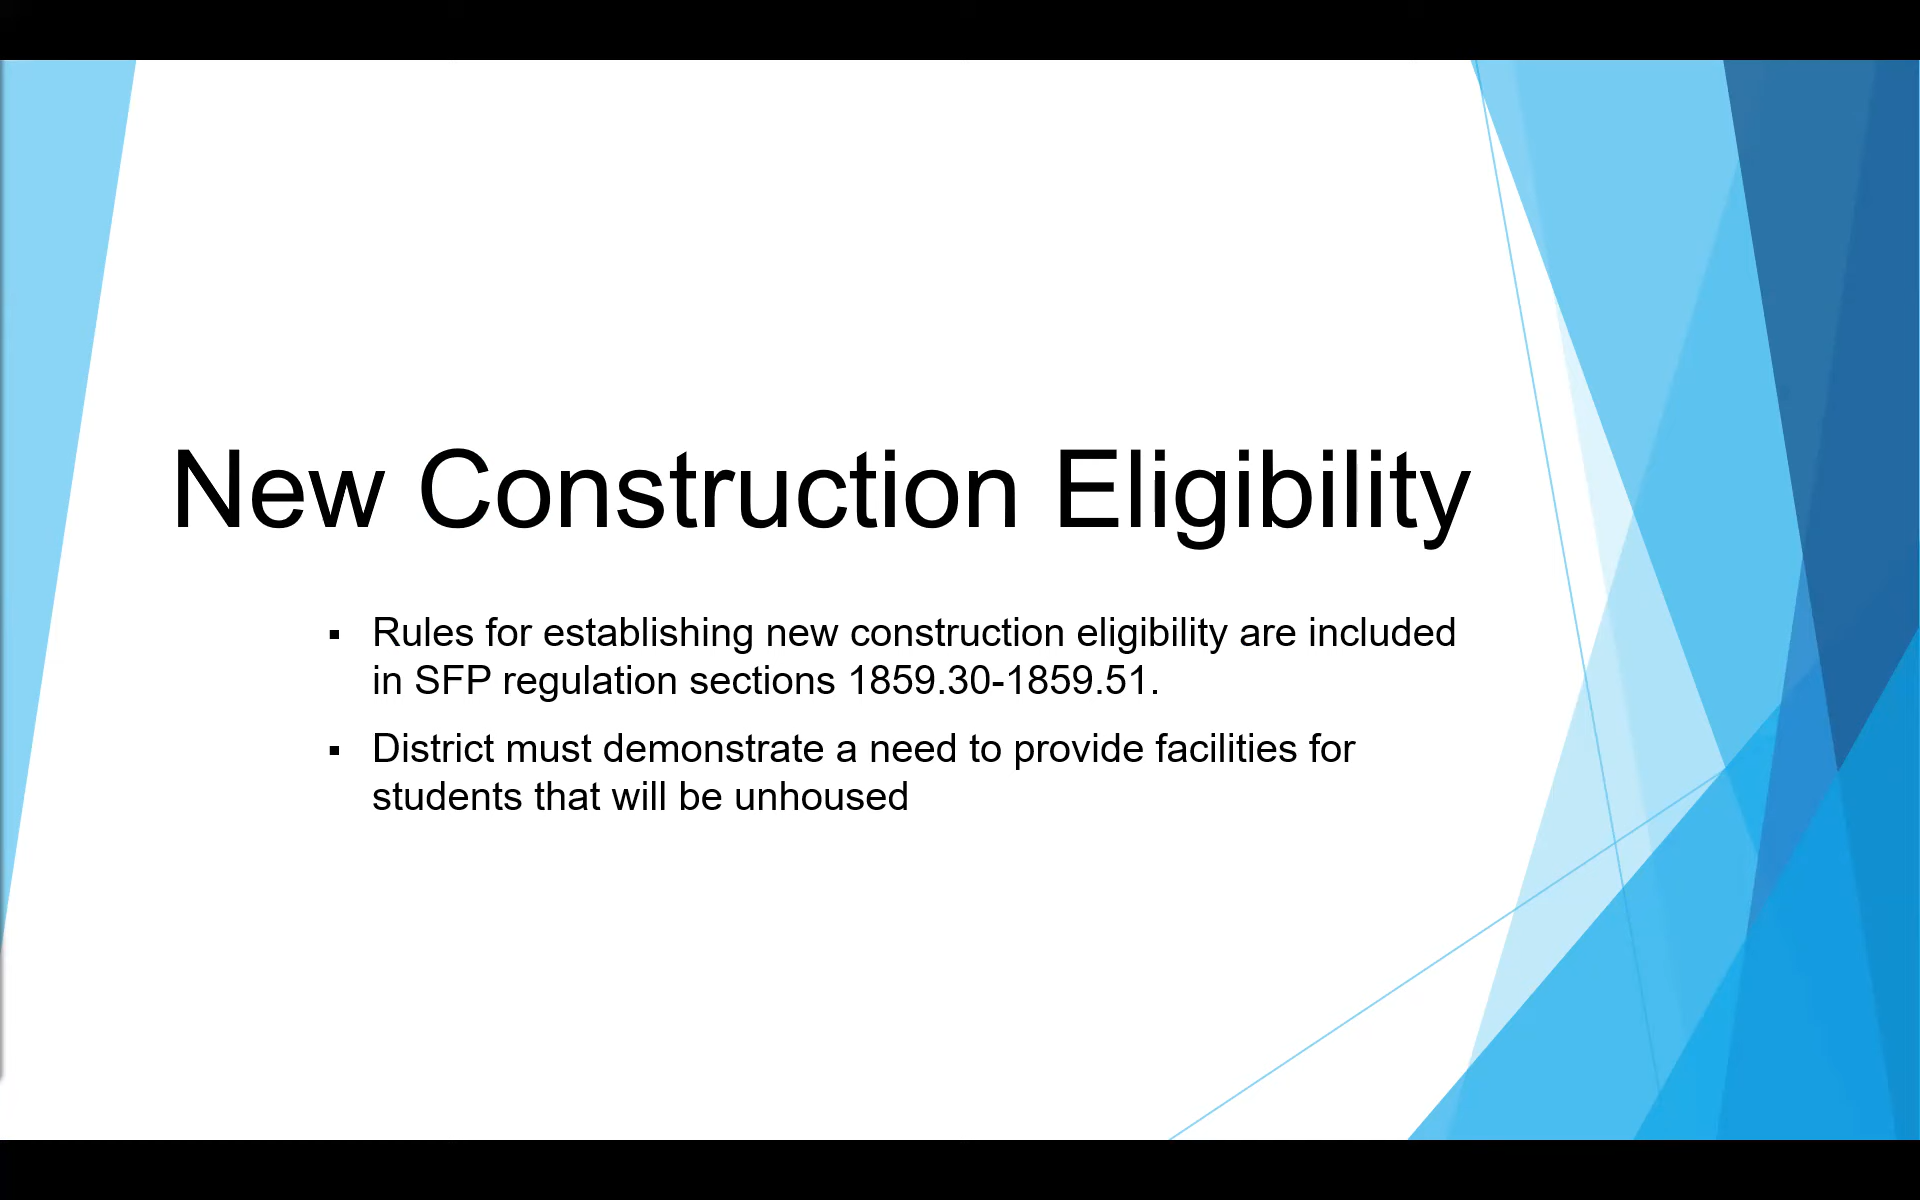 New Construction Eligibility
▪ Rules for establishing new construction eligibility are included
in SFP regulation sections 1859.30-1859.51.
▪ District must demonstrate a need to provide facilities for
students that will be unhoused